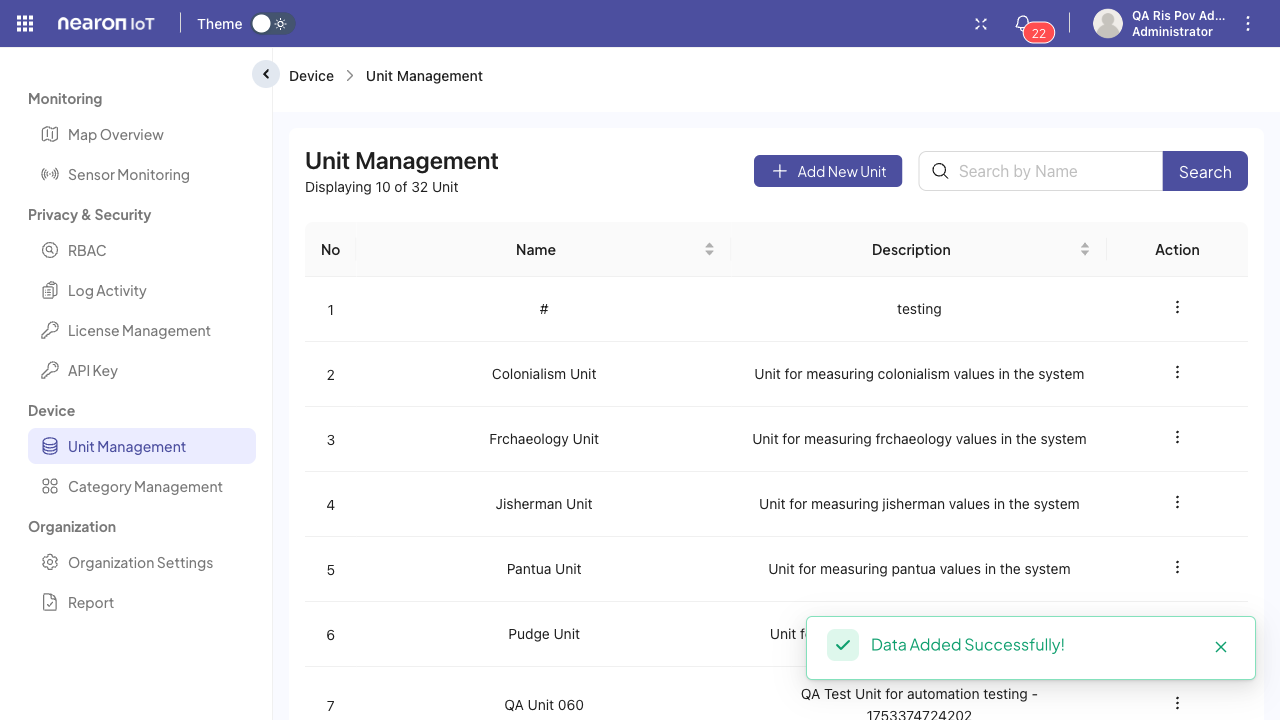 nearon IoT
Theme
22
QA Ris Pov Ad...
Administrator
Device
Unit Management
Monitoring
Map Overview
Sensor Monitoring
Privacy & Security
RBAC
Log Activity
License Management
API Key
Device
Unit Management
Category Management
Organization
Organization Settings
Report
Unit Management
Displaying 10 of 32 Unit
Add New Unit
Search by Name
Search
No Name Description Action
1 # testing
2 Colonialism Unit Unit for measuring colonialism values in the system
3 Frchaeology Unit Unit for measuring frchaeology values in the system
4 Jisherman Unit Unit for measuring jisherman values in the system
5 Pantua Unit Unit for measuring pantua values in the system
6 Pudge Unit Unit
Data Added Successfully!
7 QA Unit 060 QA Test Unit for automation testing -
1753374724202